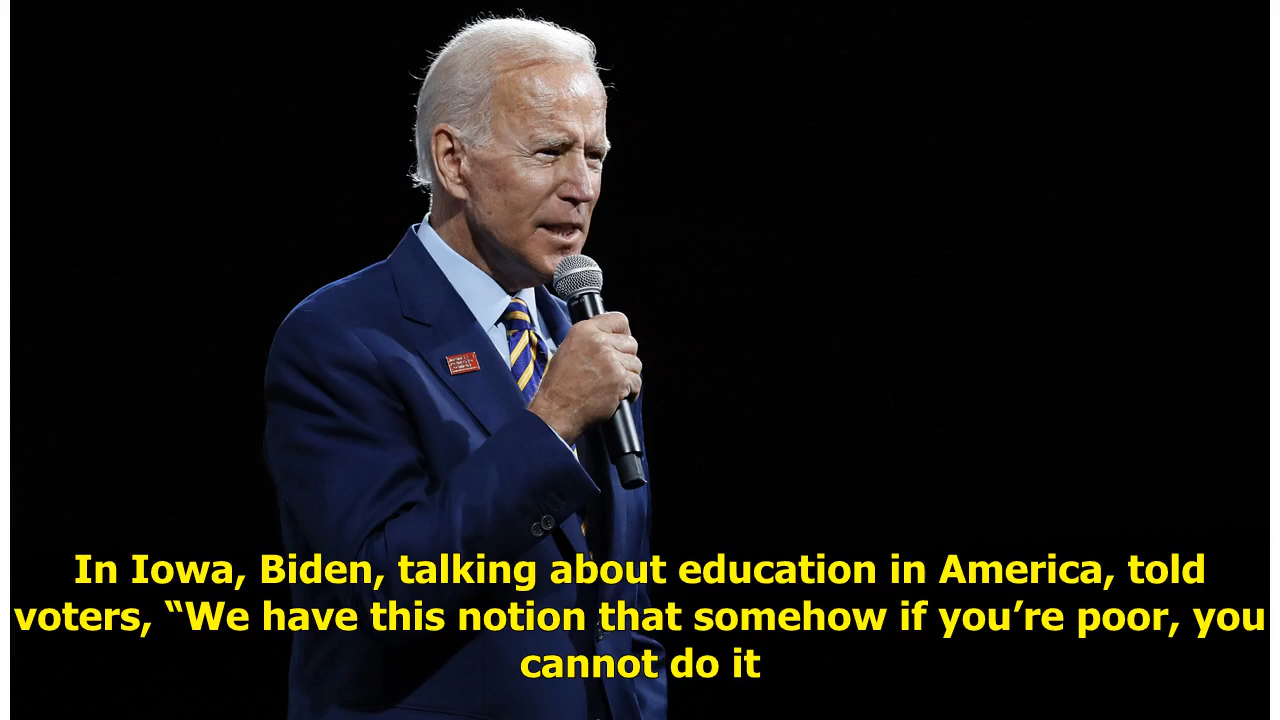 In Iowa, Biden, talking about education in America, told
voters, “We have this notion that somehow if you’re poor, you
cannot do it